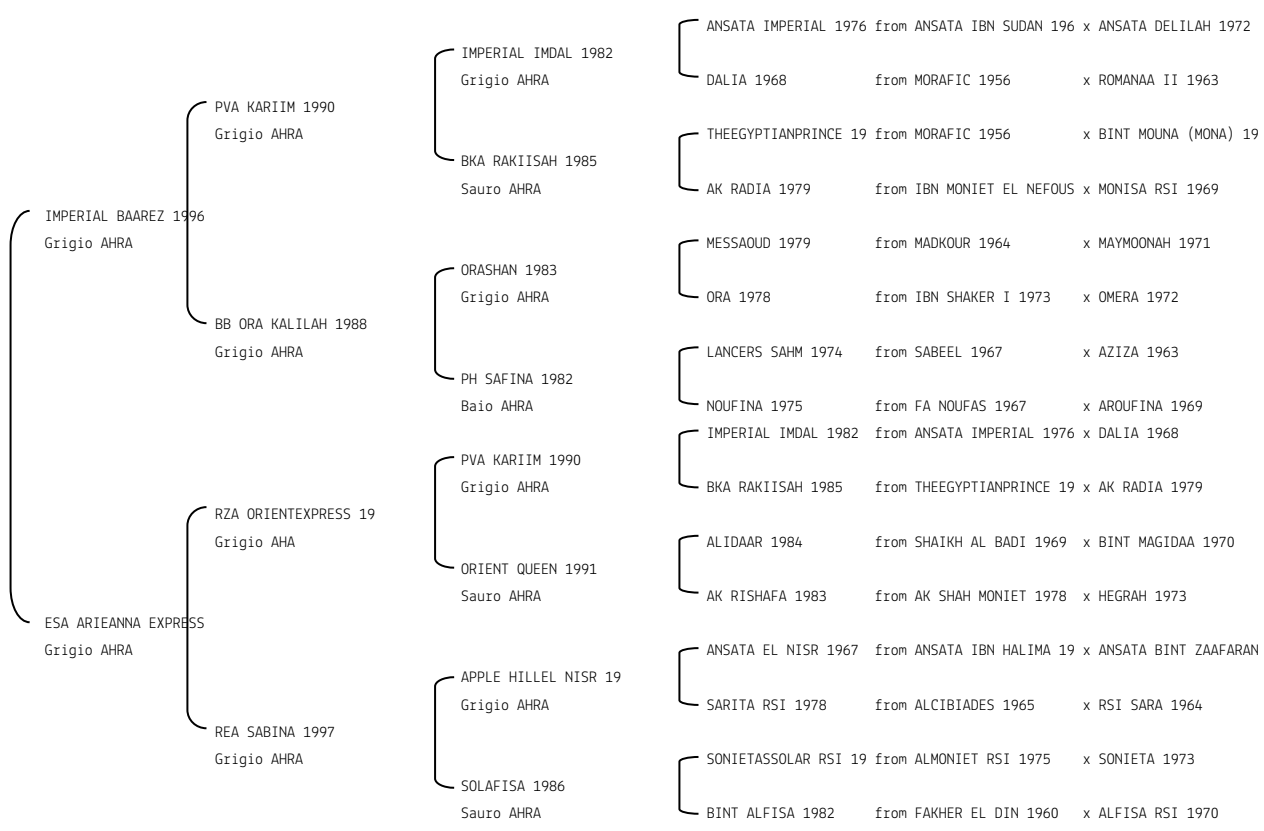 ANSATA IMPERIAL 1976 from ANSATA IBN SUDAN 196 x ANSATA DELILAH 1972
IMPERIAL IMDAL 1982
Grigio AHRA
DALIA 1968 from MORAFIC 1956 x ROMANAA II 1963
PVA KARIIM 1990
Grigio AHRA
THEEGYPTIANPRINCE 19 from MORAFIC 1956 x BINT MOUNA (MONA) 19
BKA RAKIISAH 1985
Sauro AHRA
AK RADIA 1979 from IBN MONIET EL NEFOUS x MONISA RSI 1969
IMPERIAL BAAREZ 1996
Grigio AHRA
MESSAOUD 1979 from MADKOUR 1964 x MAYMOONAH 1971
ORASHAN 1983
Grigio AHRA
ORA 1978 from IBN SHAKER I 1973 x OMERA 1972
BB ORA KALILAH 1988
Grigio AHRA
LANCERS SAHM 1974 from SABEEL 1967 x AZIZA 1963
PH SAFINA 1982
Baio AHRA
NOUFINA 1975 from FA NOUFAS 1967 x AROUFINA 1969
IMPERIAL IMDAL 1982 from ANSATA IMPERIAL 1976 x DALIA 1968
PVA KARIIM 1990
Grigio AHRA
BKA RAKIISAH 1985 from THEEGYPTIANPRINCE 19 x AK RADIA 1979
RZA ORIENTEXPRESS 19
Grigio AHA
ALIDAAR 1984 from SHAIKH AL BADI 1969 x BINT MAGIDAA 1970
ORIENT QUEEN 1991
Sauro AHRA
AK RISHAFA 1983 from AK SHAH MONIET 1978 x HEGRAH 1973
ESA ARIEANNA EXPRESS
Grigio AHRA
ANSATA EL NISR 1967 from ANSATA IBN HALIMA 19 x ANSATA BINT ZAAFARAN
APPLE HILLEL NISR 19
Grigio AHRA
SARITA RSI 1978 from ALCIBIADES 1965 x RSI SARA 1964
REA SABINA 1997
Grigio AHRA
SONIETASSOLAR RSI 19 from ALMONIET RSI 1975 x SONIETA 1973
SOLAFISA 1986
Sauro AHRA
BINT ALFISA 1982 from FAKHER EL DIN 1960 x ALFISA RSI 1970